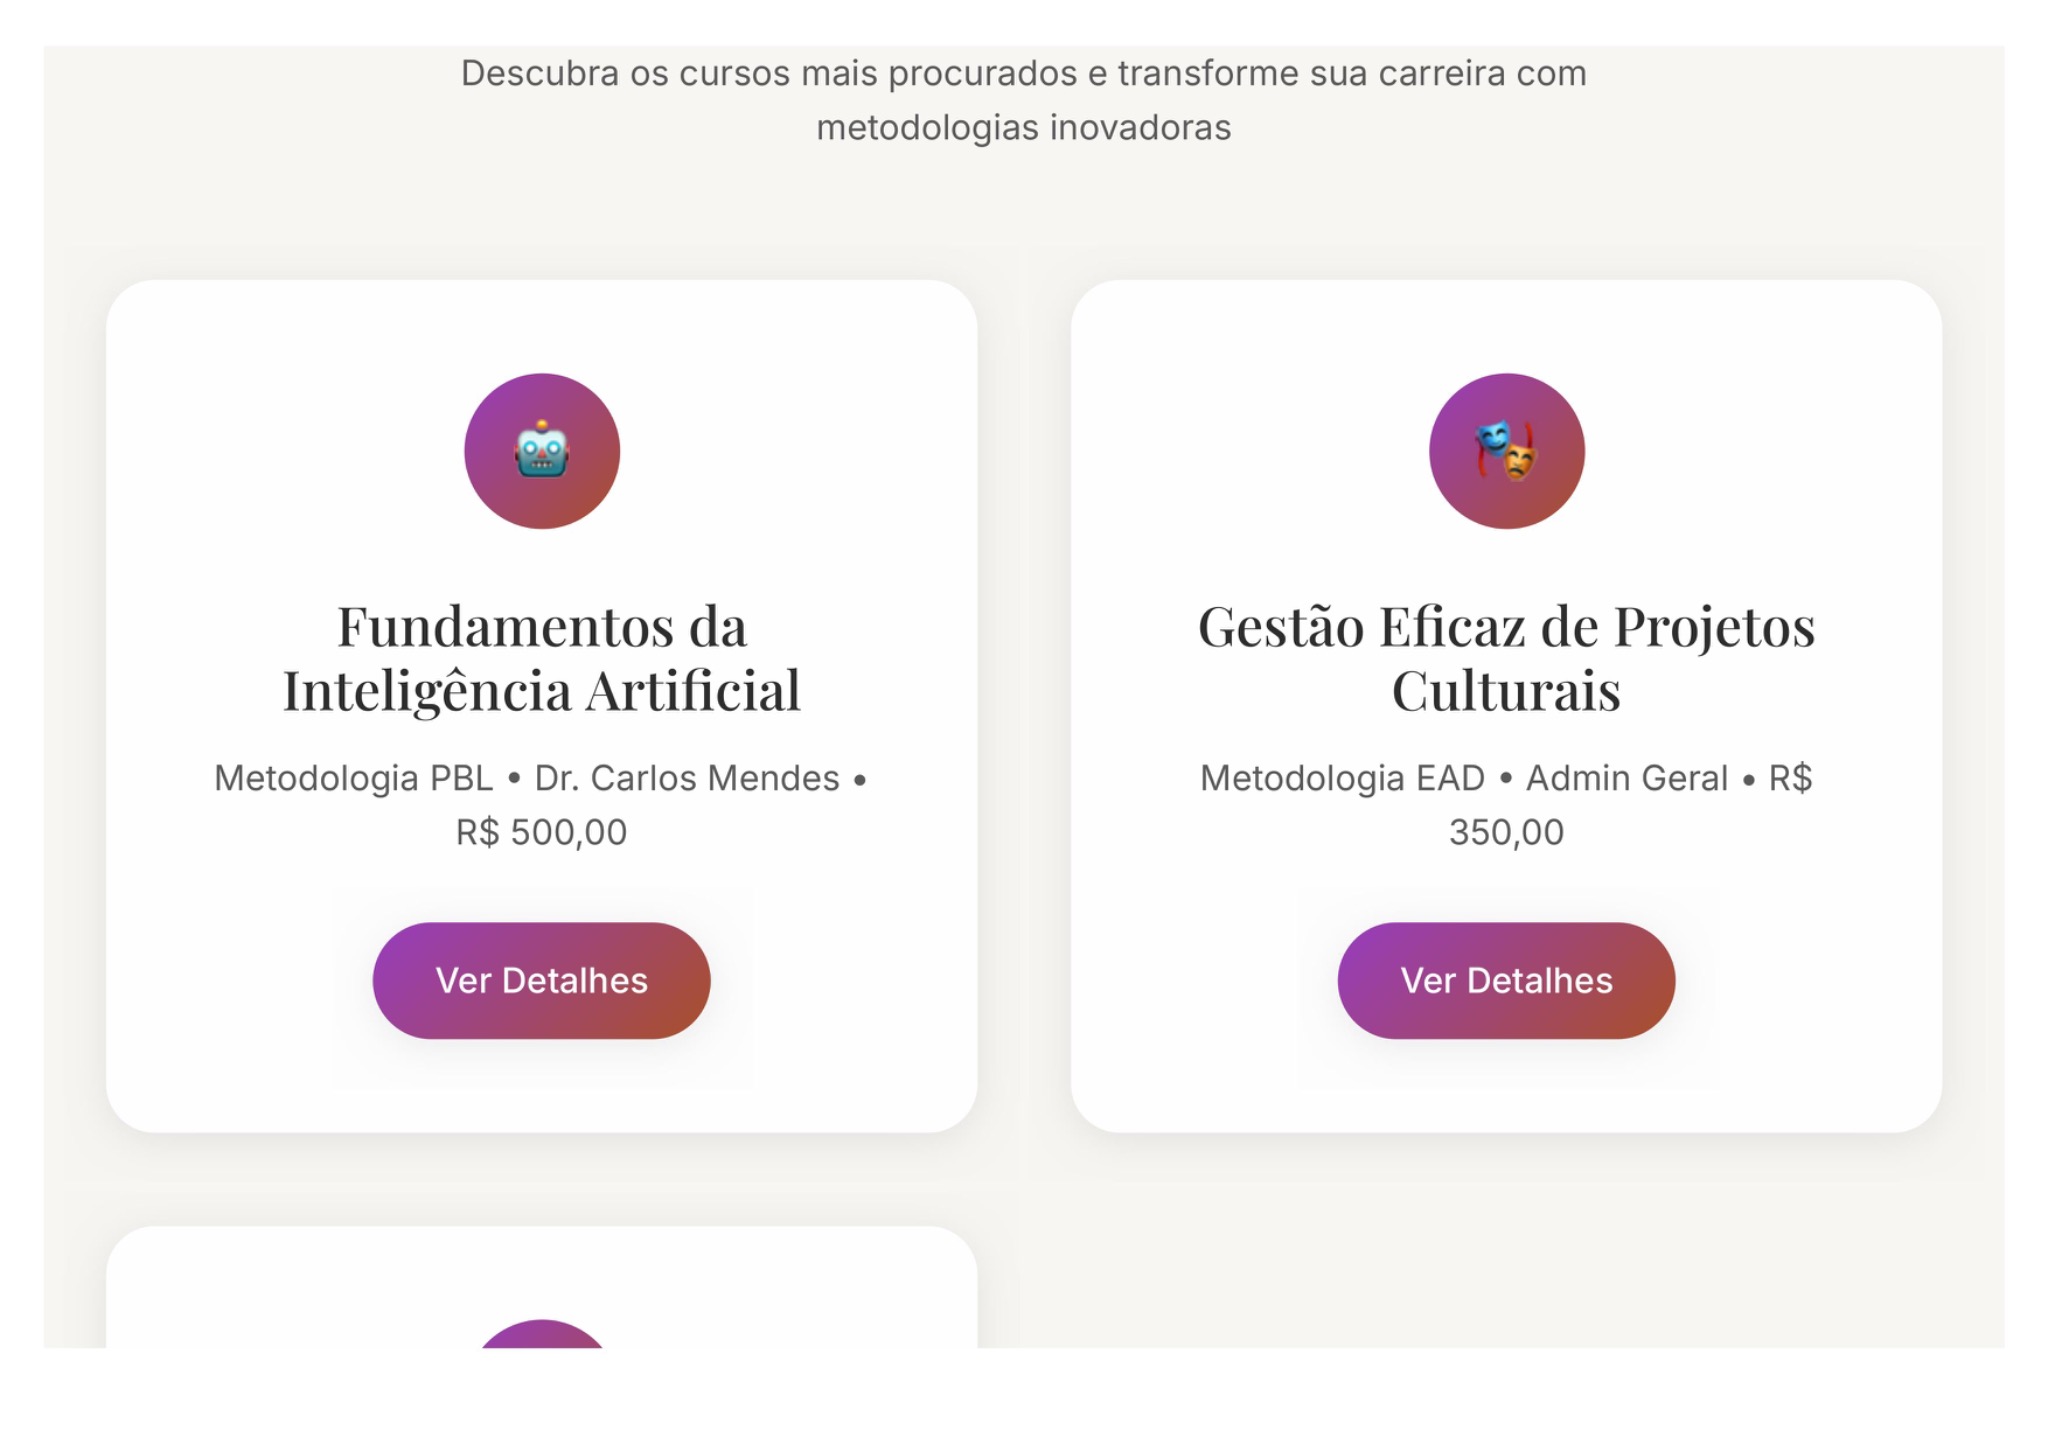 Descubra os cursos mais procurados e transforme sua carreira com
metodologias inovadoras
Fundamentos da
Inteligência Artificial
Metodologia PBL • Dr. Carlos Mendes •
R$ 500,00
Ver Detalhes
Gestão Eficaz de Projetos
Culturais
Metodologia EAD • Admin Geral • R$
350,00
Ver Detalhes